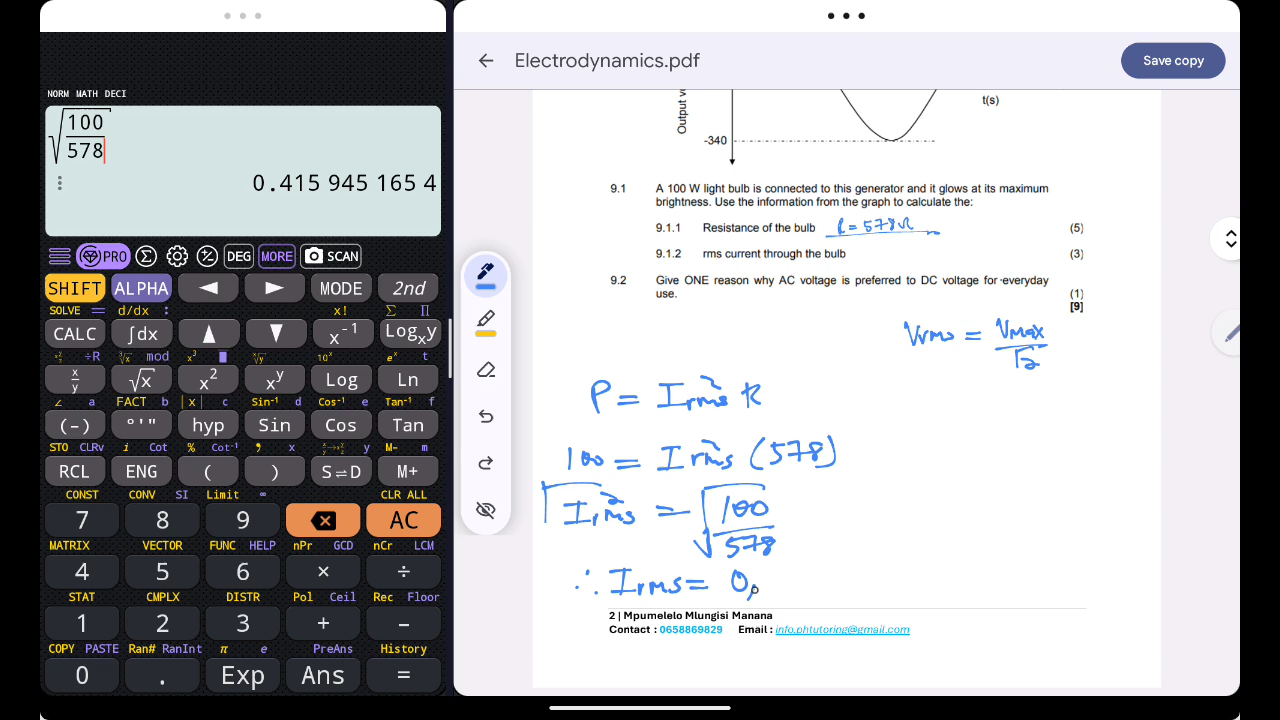 NORM MATH DECI
√100/578
0.415 945 165 4
PRO Σ DEG MORE SCAN
SHIFT ALPHA MODE 2nd
SOLVE = d/dx : x! Σ Π
CALC ∫dx x⁻¹ Logₓy
÷R ³√x mod x³ ˣ√y 10ˣ eˣ t
x/y √x x² xʸ Log Ln
∠ a FACT b |x| c Sin⁻¹ d Cos⁻¹ e Tan⁻¹ f
(−) °'" hyp Sin Cos Tan
STO CLRv i Cot % Cot⁻¹ , x y M- m
RCL ENG ( ) S⇌D M+
CONST CONV SI Limit ∞ CLR ALL
7 8 9 AC
MATRIX VECTOR FUNC HELP nPr GCD nCr LCM
4 5 6 × ÷
STAT CMPLX DISTR Pol Ceil Rec Floor
1 2 3 + −
COPY PASTE Ran# RanInt π e PreAns History
0 . Exp Ans =
Electrodynamics.pdf
Save copy
Output v
t(s)
-340
9.1 A 100 W light bulb is connected to this generator and it glows at its maximum
brightness. Use the information from the graph to calculate the:
9.1.1 Resistance of the bulb R = 578Ω (5)
9.1.2 rms current through the bulb (3)
9.2 Give ONE reason why AC voltage is preferred to DC voltage for everyday
use. (1)
[9]
Vrms = Vmax/√2
P = Irms² R
100 = Irms² (578)
√Irms² = √100/578
∴ Irms = 0,
2 | Mpumelelo Mlungisi Manana
Contact : 0658869829 Email : info.phtutoring@gmail.com